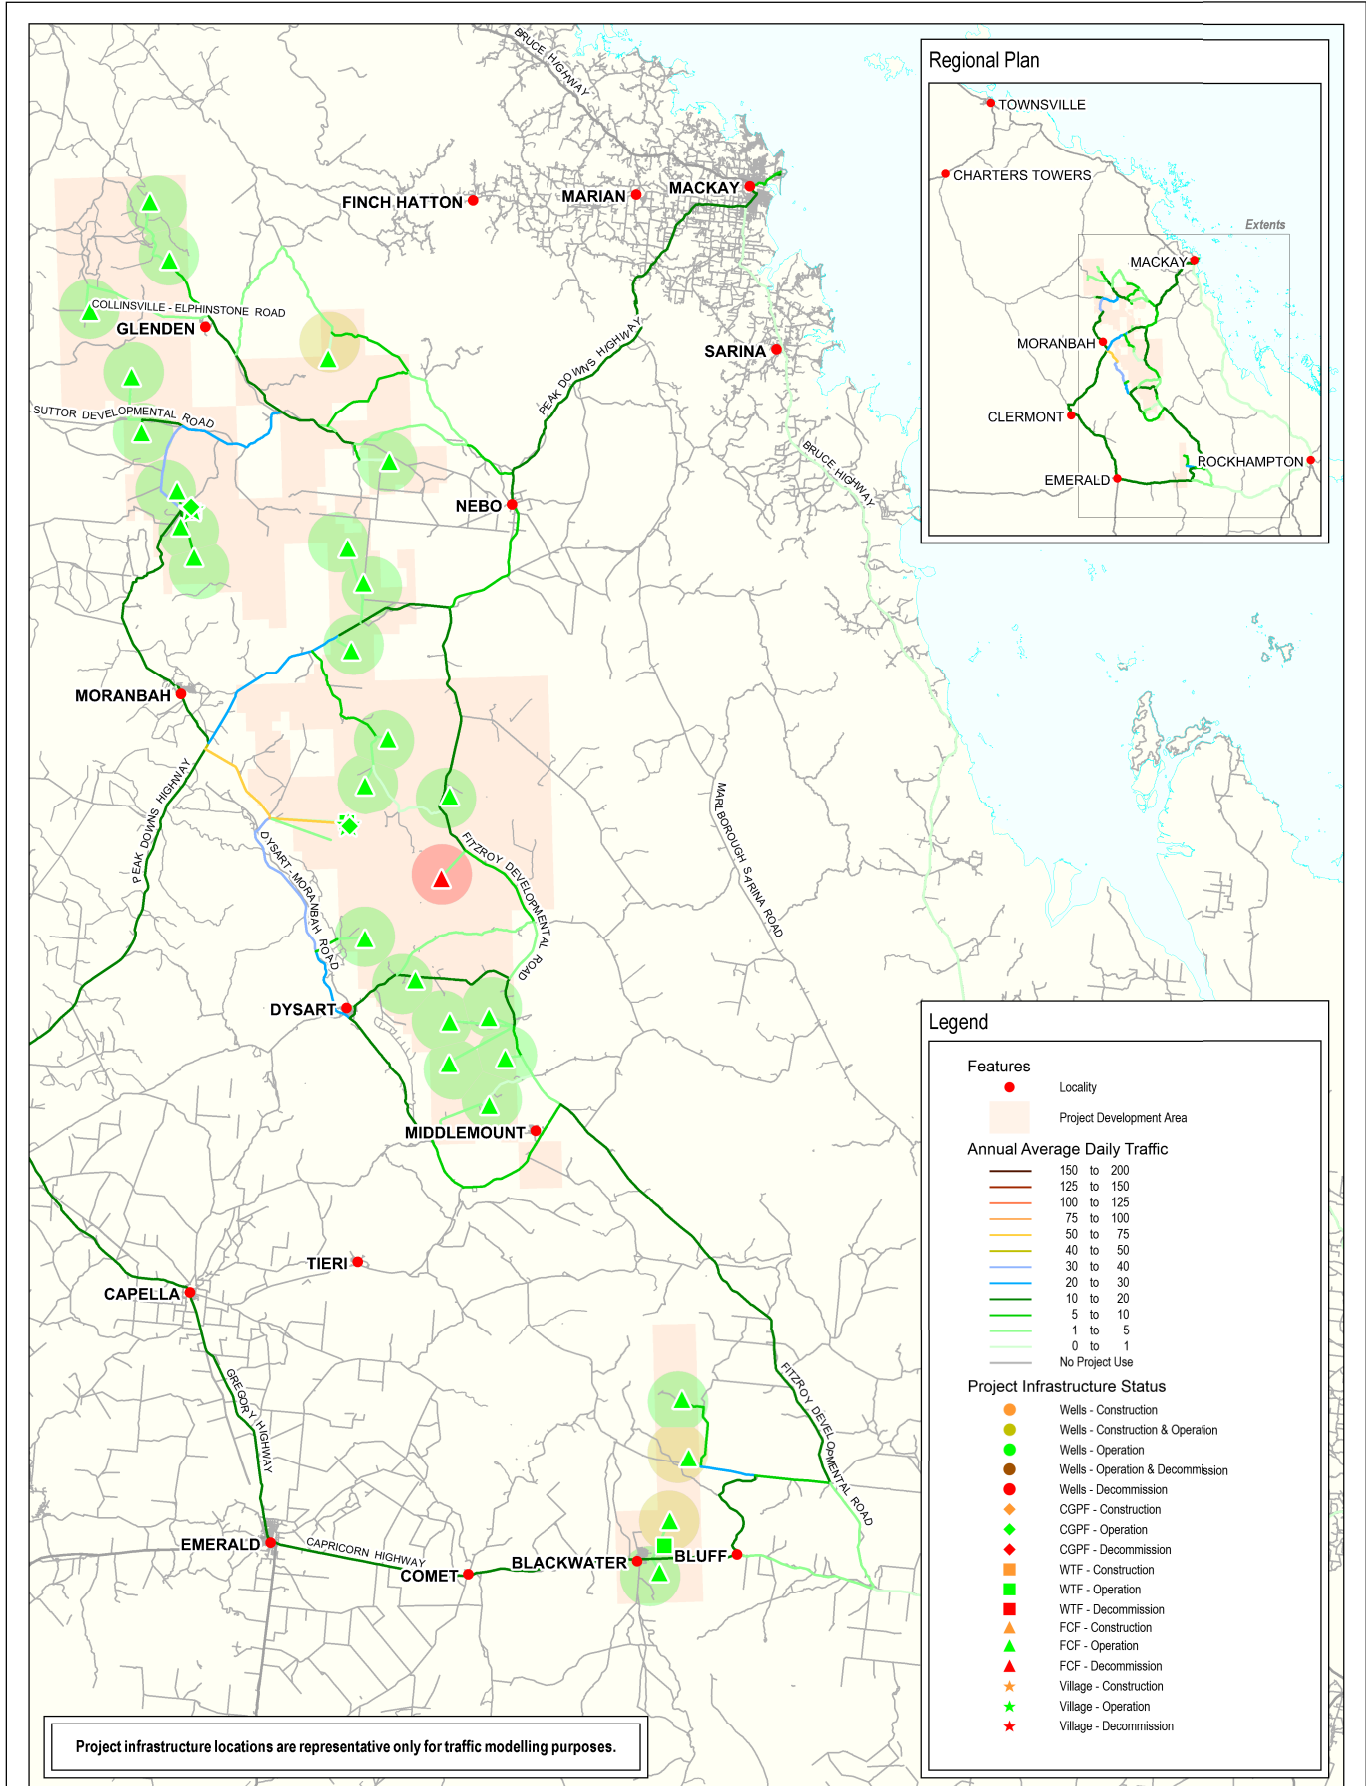 BRUCE HIGHWAY
FINCH HATTON
MARIAN
MACKAY
COLLINSVILLE - ELPHINSTONE ROAD
GLENDEN
SARINA
PEAK DOWNS HIGHWAY
SUTTOR DEVELOPMENTAL ROAD
BRUCE HIGHWAY
NEBO
MORANBAH
PEAK DOWNS HIGHWAY
DYSART - MORANBAH ROAD
FITZROY DEVELOPMENTAL ROAD
MARLBOROUGH SARINA ROAD
DYSART
MIDDLEMOUNT
TIERI
CAPELLA
GREGORY HIGHWAY
FITZROY DEVELOPMENTAL ROAD
EMERALD
CAPRICORN HIGHWAY
COMET
BLACKWATER
BLUFF
Project infrastructure locations are representative only for traffic modelling purposes.
Regional Plan
TOWNSVILLE
CHARTERS TOWERS
Extents
MACKAY
MORANBAH
CLERMONT
ROCKHAMPTON
EMERALD
Legend
Features
Locality
Project Development Area
Annual Average Daily Traffic
150 to 200
125 to 150
100 to 125
75 to 100
50 to 75
40 to 50
30 to 40
20 to 30
10 to 20
5 to 10
1 to 5
0 to 1
No Project Use
Project Infrastructure Status
Wells - Construction
Wells - Construction & Operation
Wells - Operation
Wells - Operation & Decommission
Wells - Decommission
CGPF - Construction
CGPF - Operation
CGPF - Decommission
WTF - Construction
WTF - Operation
WTF - Decommission
FCF - Construction
FCF - Operation
FCF - Decommission
Village - Construction
Village - Operation
Village - Decommission